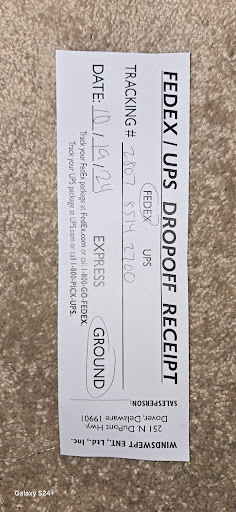 FEDEX / UPS DROPOFF RECEIPT
FEDEX UPS
TRACKING # 2807 8514 2700
DATE: 10/19/24 EXPRESS GROUND
Track your FedEx package at FedEx.com or call 1-800-GO-FEDEX.
Track your UPS package at UPS.com or call 1-800-PICK-UPS.
WINDSWEPT ENT., Ltd., Inc.
251 N. DuPont Hwy.
Dover, Delaware 19901
SALESPERSON:
Galaxy S24+